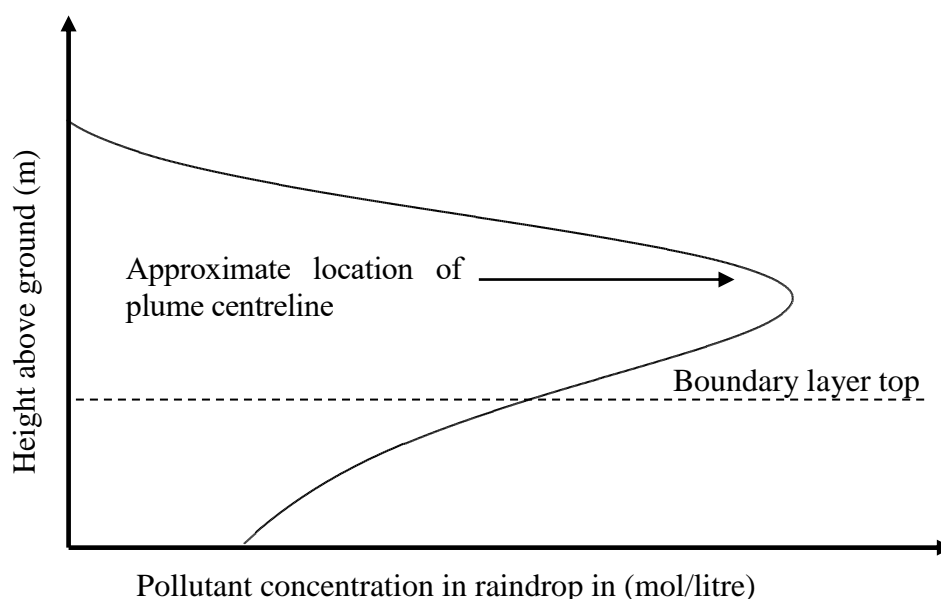 Height above ground (m)
Approximate location of
plume centreline
Boundary layer top
Pollutant concentration in raindrop in (mol/litre)